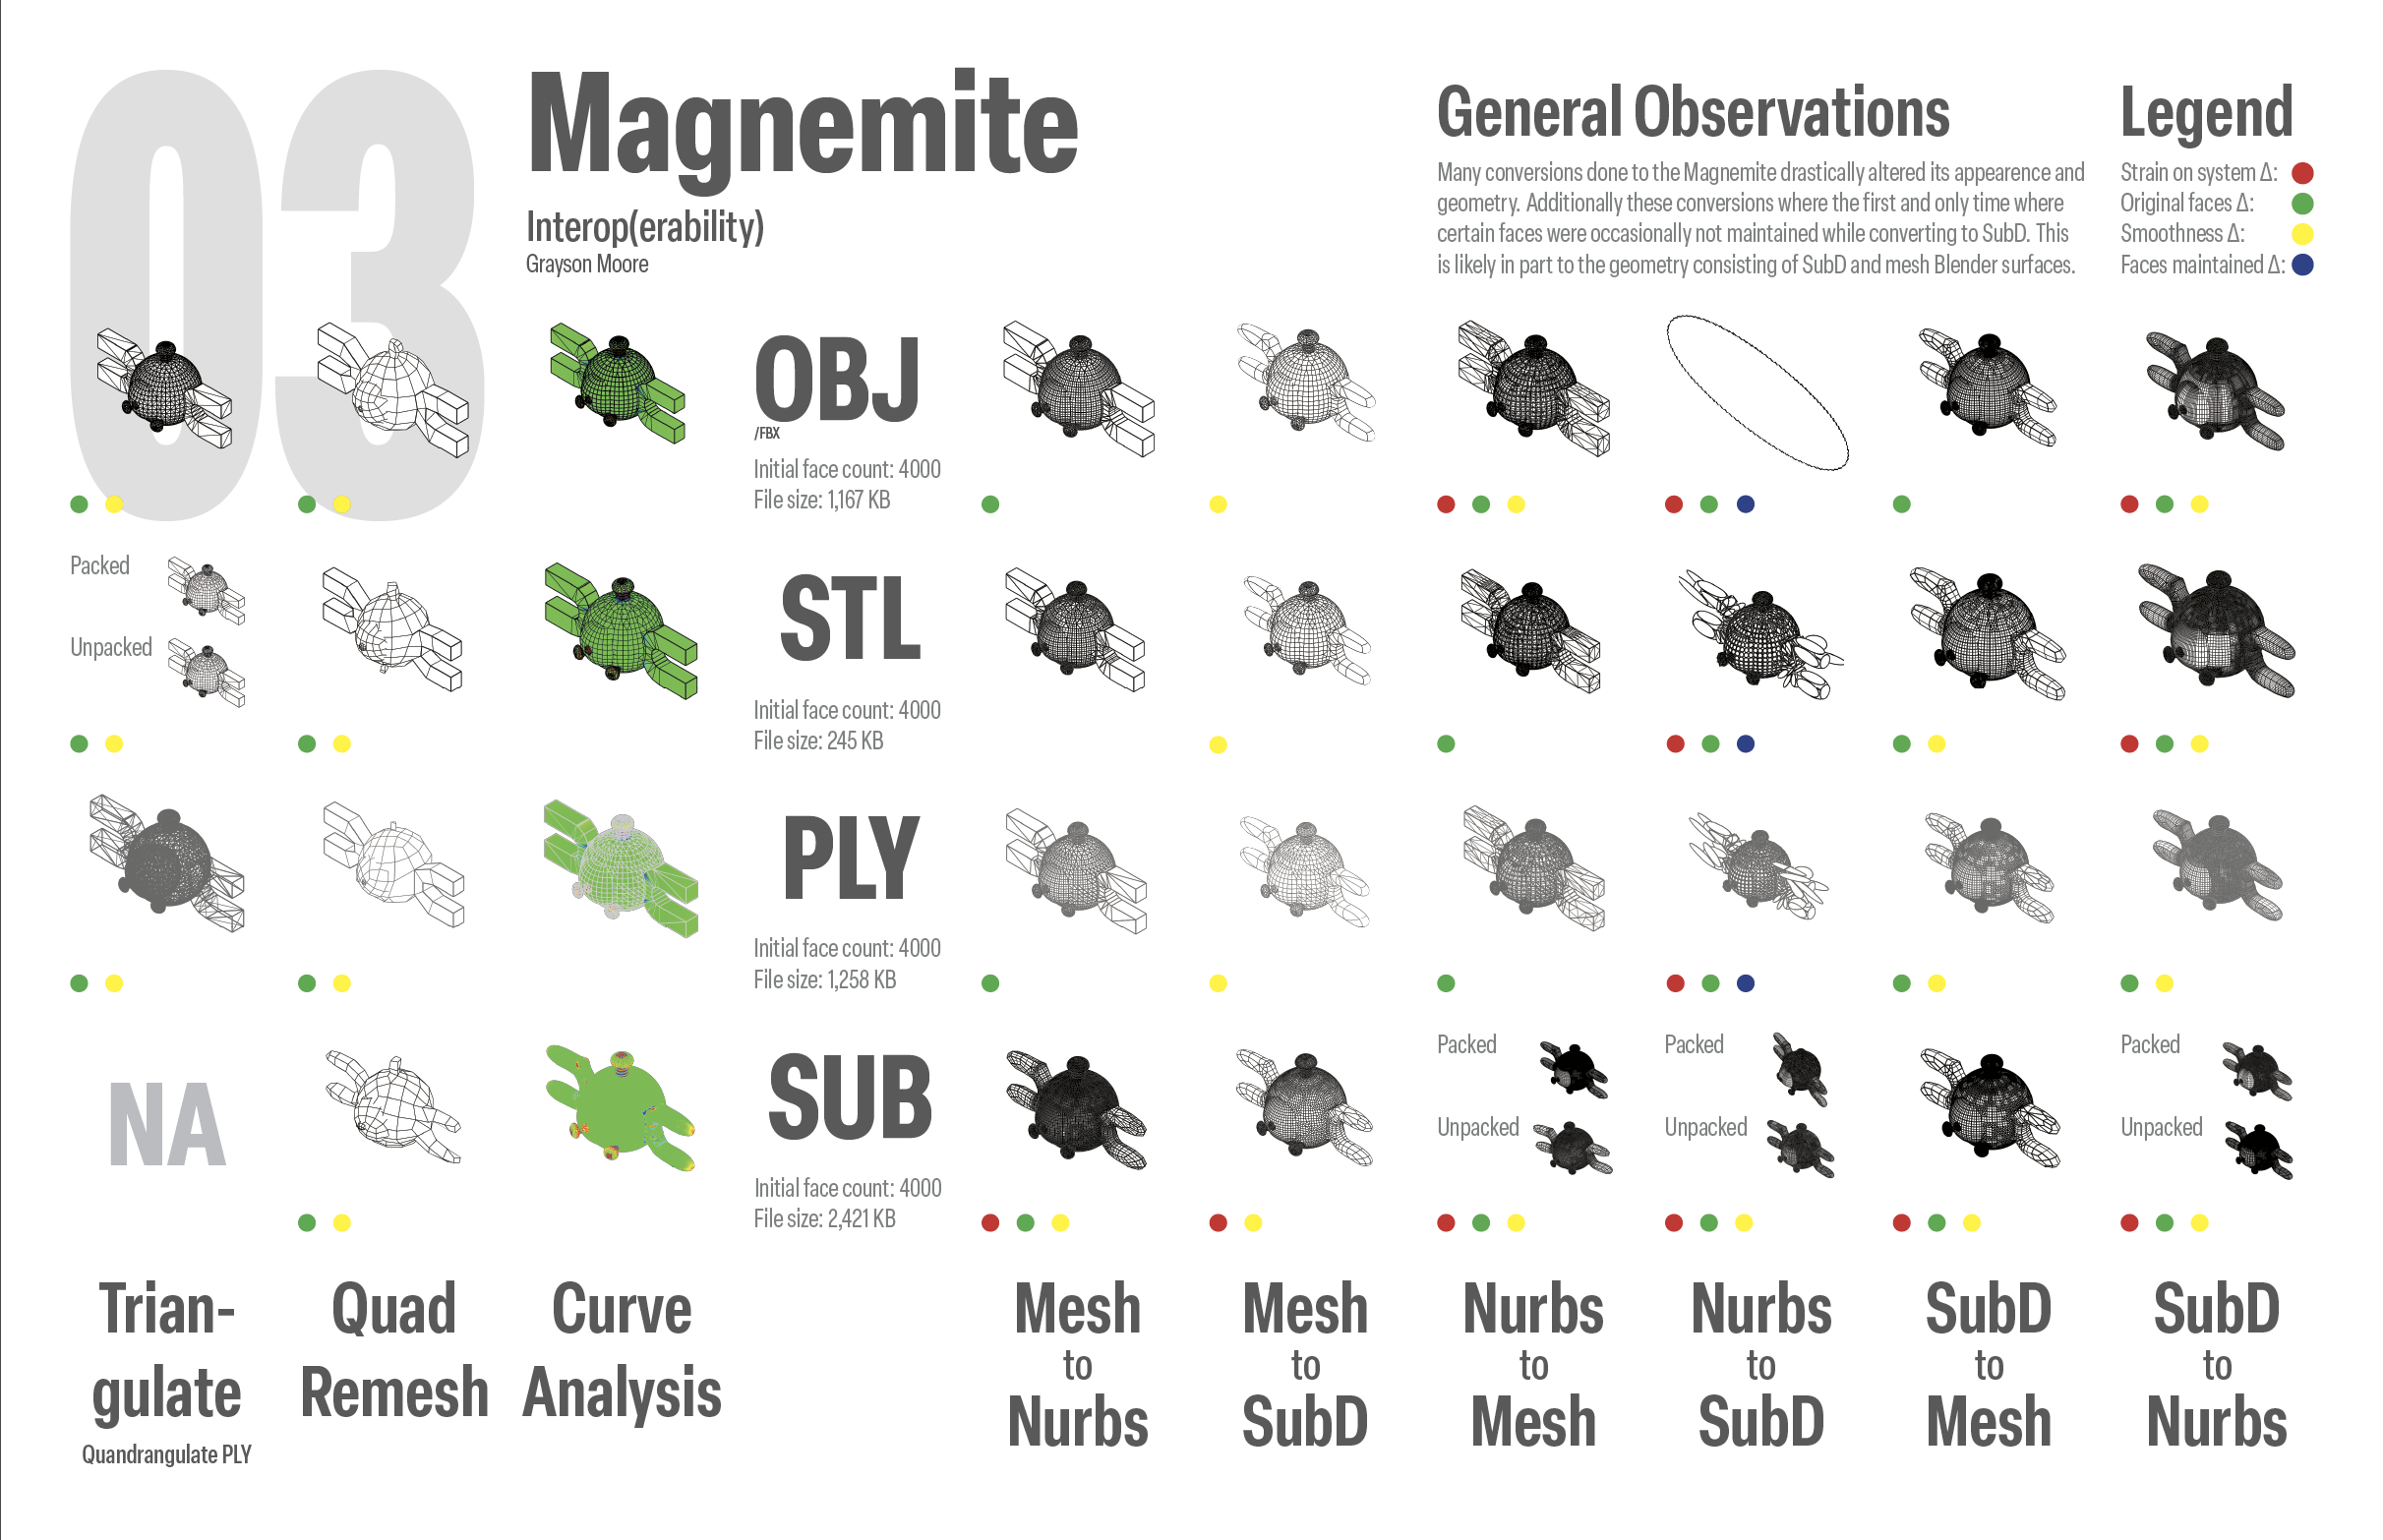 03
Magnemite
Interop(erability)
Grayson Moore
General Observations
Many conversions done to the Magnemite drastically altered its appearence and
geometry. Additionally these conversions where the first and only time where
certain faces were occasionally not maintained while converting to SubD. This
is likely in part to the geometry consisting of SubD and mesh Blender surfaces.
Legend
Strain on system Δ:
Original faces Δ:
Smoothness Δ:
Faces maintained Δ:
OBJ
/FBX
Initial face count: 4000
File size: 1,167 KB
Packed
Unpacked
STL
Initial face count: 4000
File size: 245 KB
PLY
Initial face count: 4000
File size: 1,258 KB
NA
SUB
Initial face count: 4000
File size: 2,421 KB
Packed
Unpacked
Packed
Unpacked
Packed
Unpacked
Trian-
gulate
Quandrangulate PLY
Quad
Remesh
Curve
Analysis
Mesh
to
Nurbs
Mesh
to
SubD
Nurbs
to
Mesh
Nurbs
to
SubD
SubD
to
Mesh
SubD
to
Nurbs